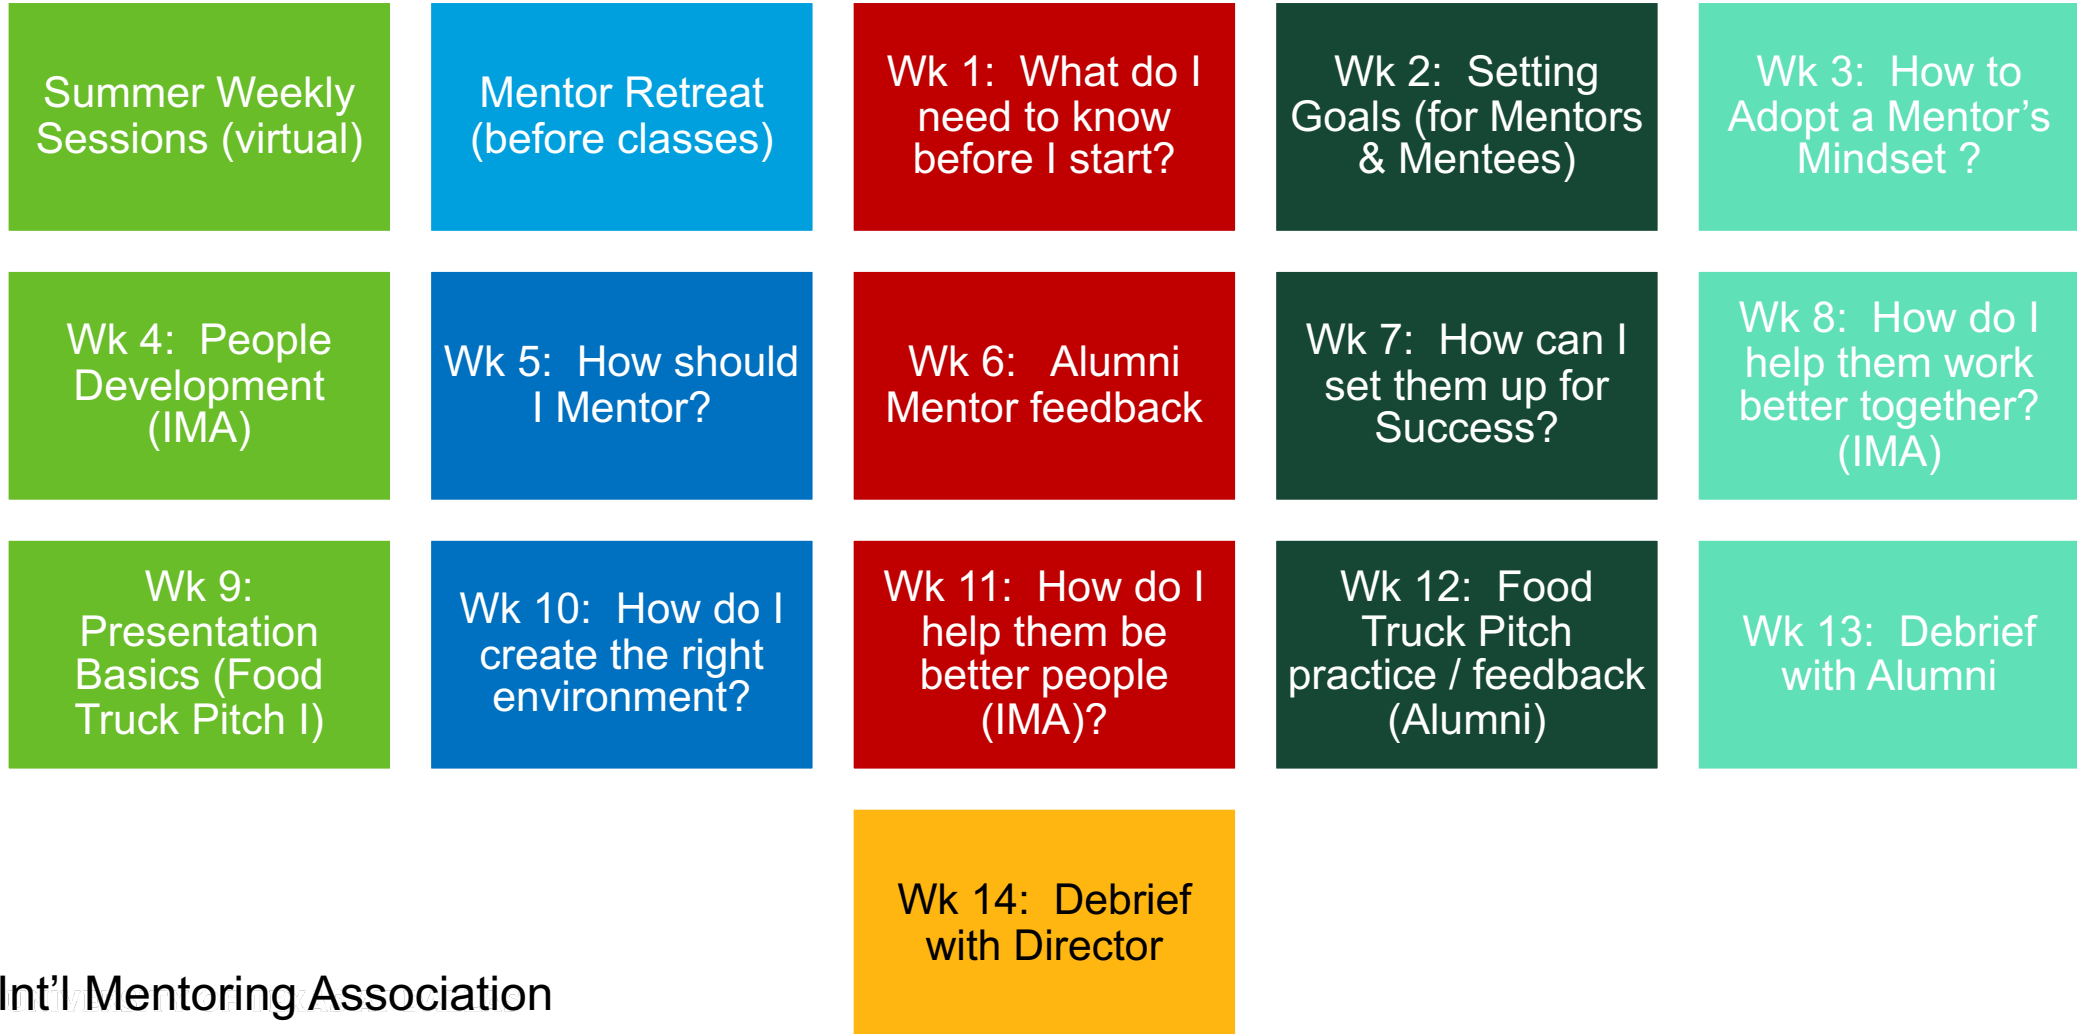 Summer Weekly
Sessions (virtual)
Mentor Retreat
(before classes)
Wk 1:  What do I
need to know
before I start?
Wk 2:  Setting
Goals (for Mentors
& Mentees)
Wk 3:  How to
Adopt a Mentor’s
Mindset ?
Wk 4:  People
Development
(IMA)
Wk 5:  How should
I Mentor?
Wk 6:   Alumni
Mentor feedback
Wk 7:  How can I
set them up for
Success?
Wk 8:  How do I
help them work
better together?
(IMA)
Wk 9:
Presentation
Basics (Food
Truck Pitch I)
Wk 10:  How do I
create the right
environment?
Wk 11:  How do I
help them be
better people
(IMA)?
Wk 12:  Food
Truck Pitch
practice / feedback
(Alumni)
Wk 13:  Debrief
with Alumni
Wk 14:  Debrief
with Director
Int’l Mentoring Association